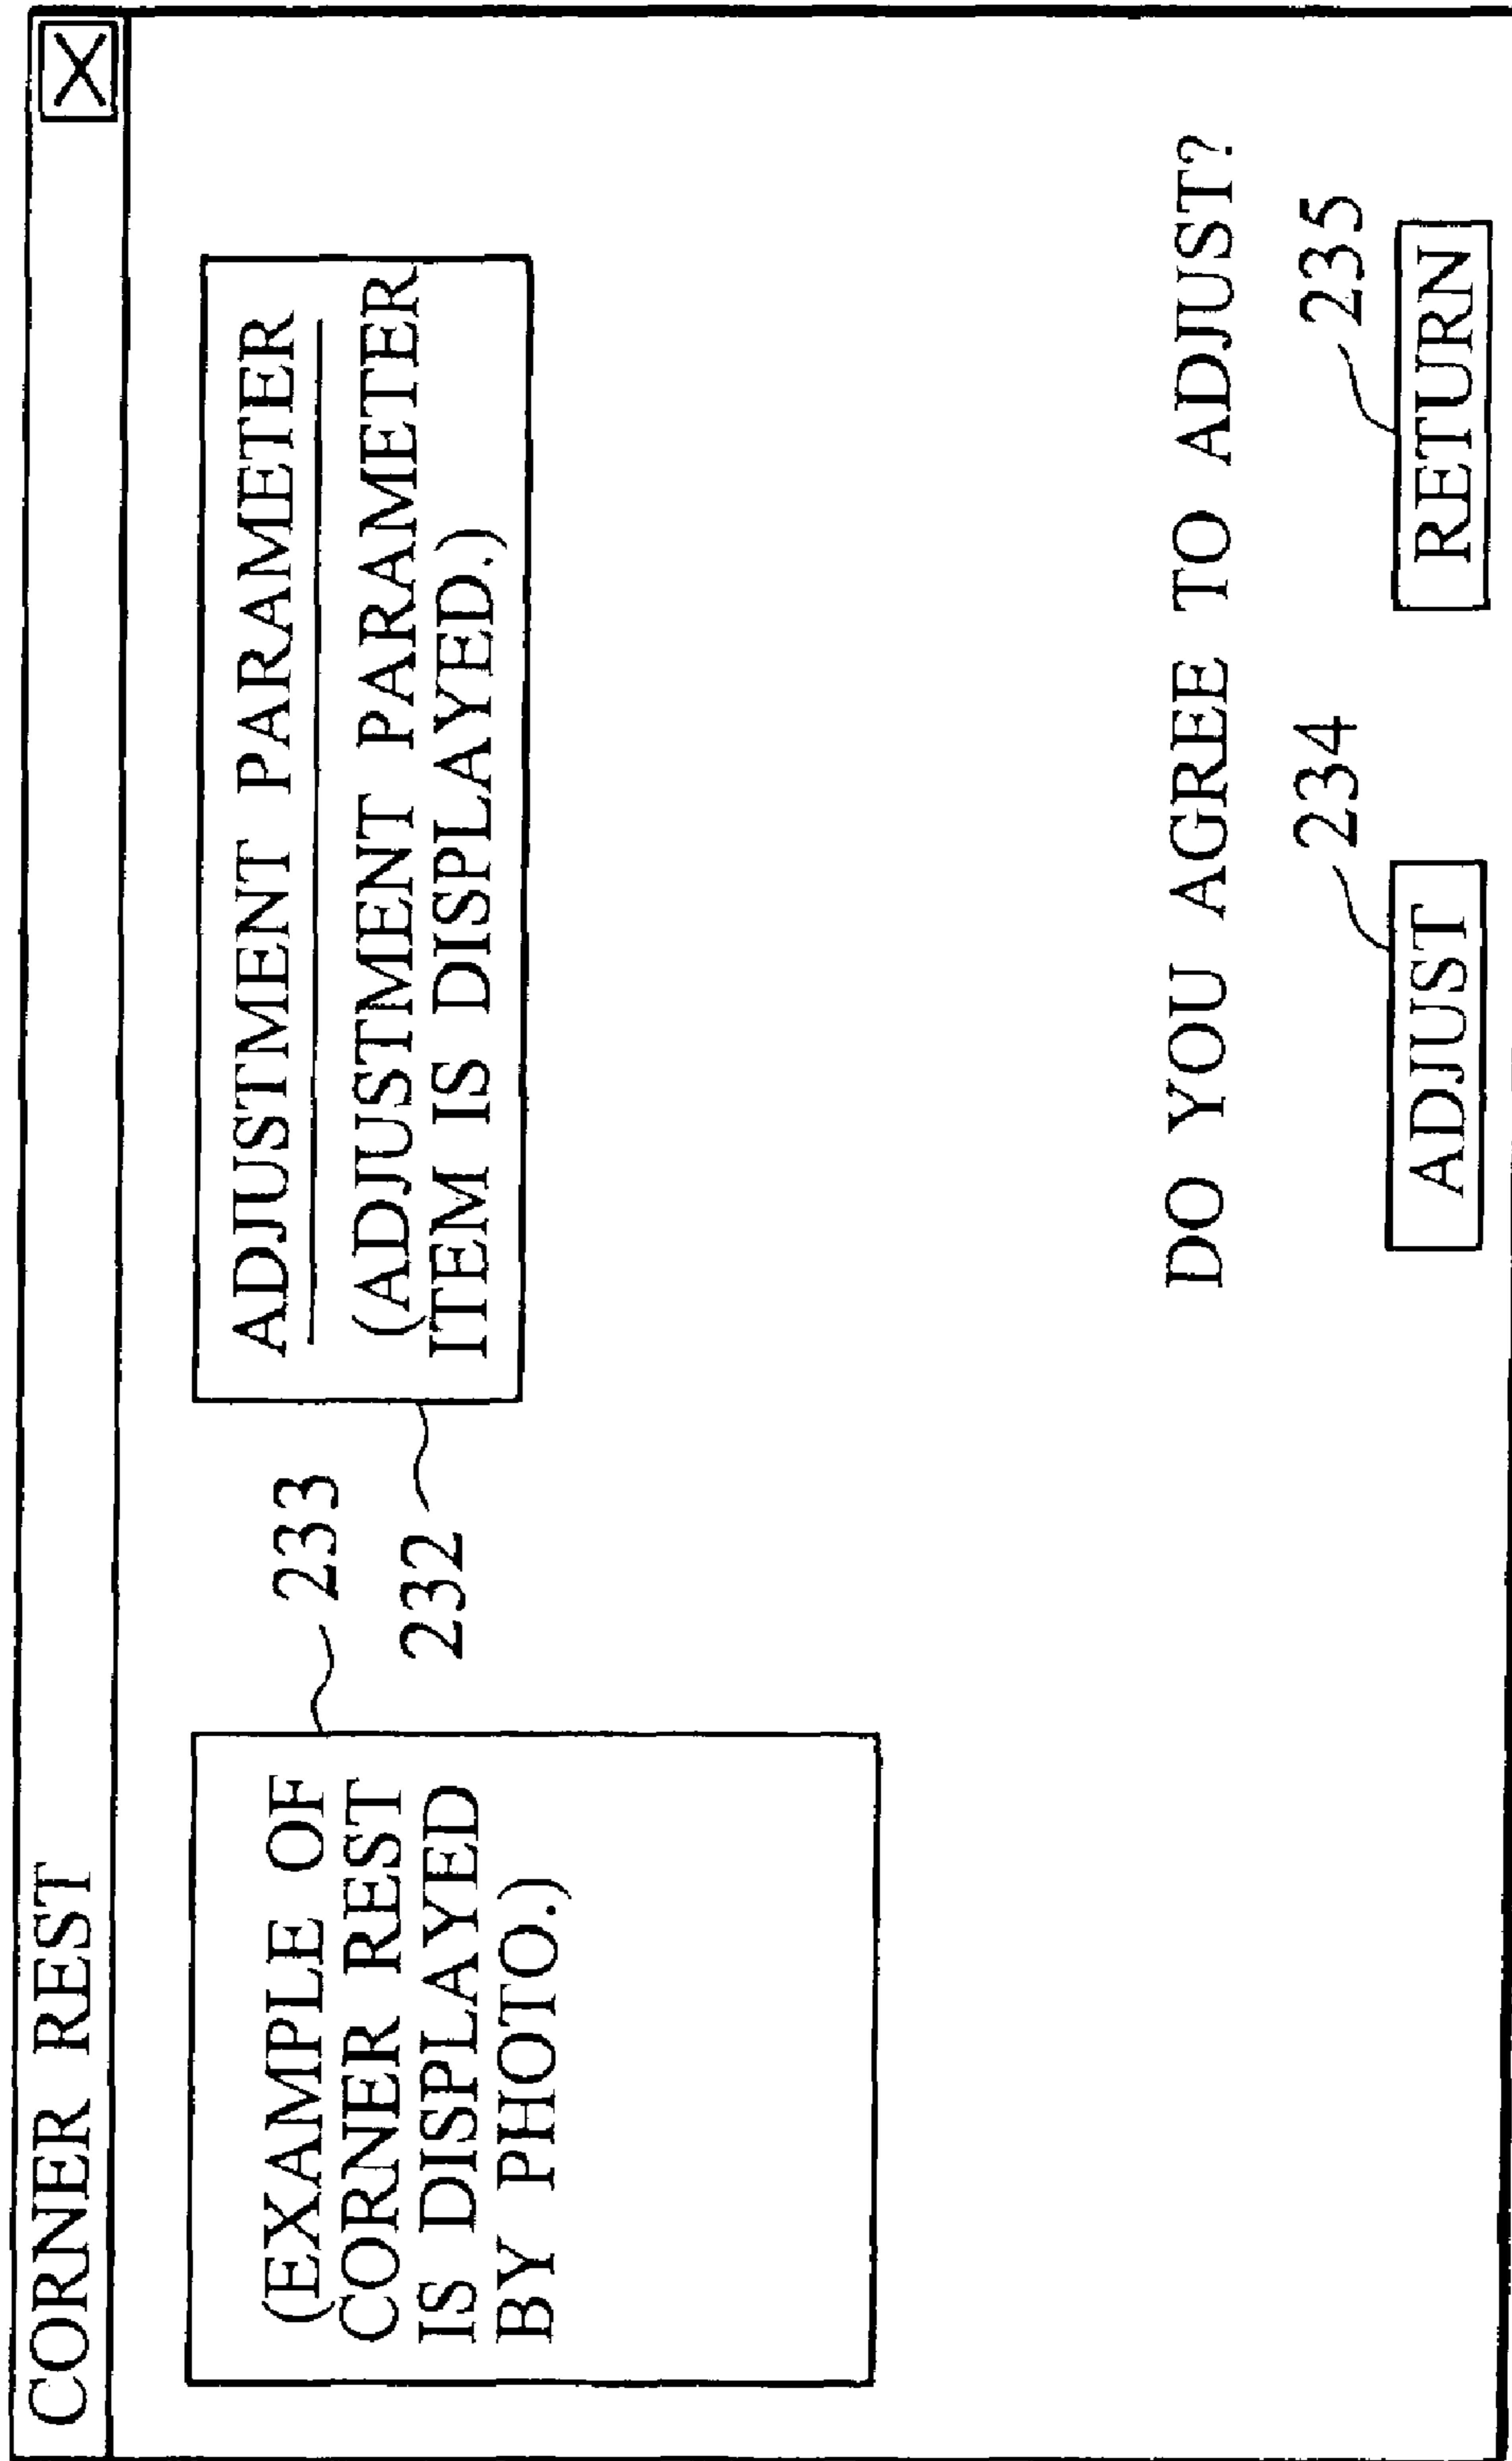 CORNER REST
X
(EXAMPLE OF
CORNER REST
IS DISPLAYED
BY PHOTO.)
233
232
ADJUSTMENT PARAMETER
(ADJUSTMENT PARAMETER
ITEM IS DISPLAYED.)
DO YOU AGREE TO ADJUST?
234
235
ADJUST
RETURN